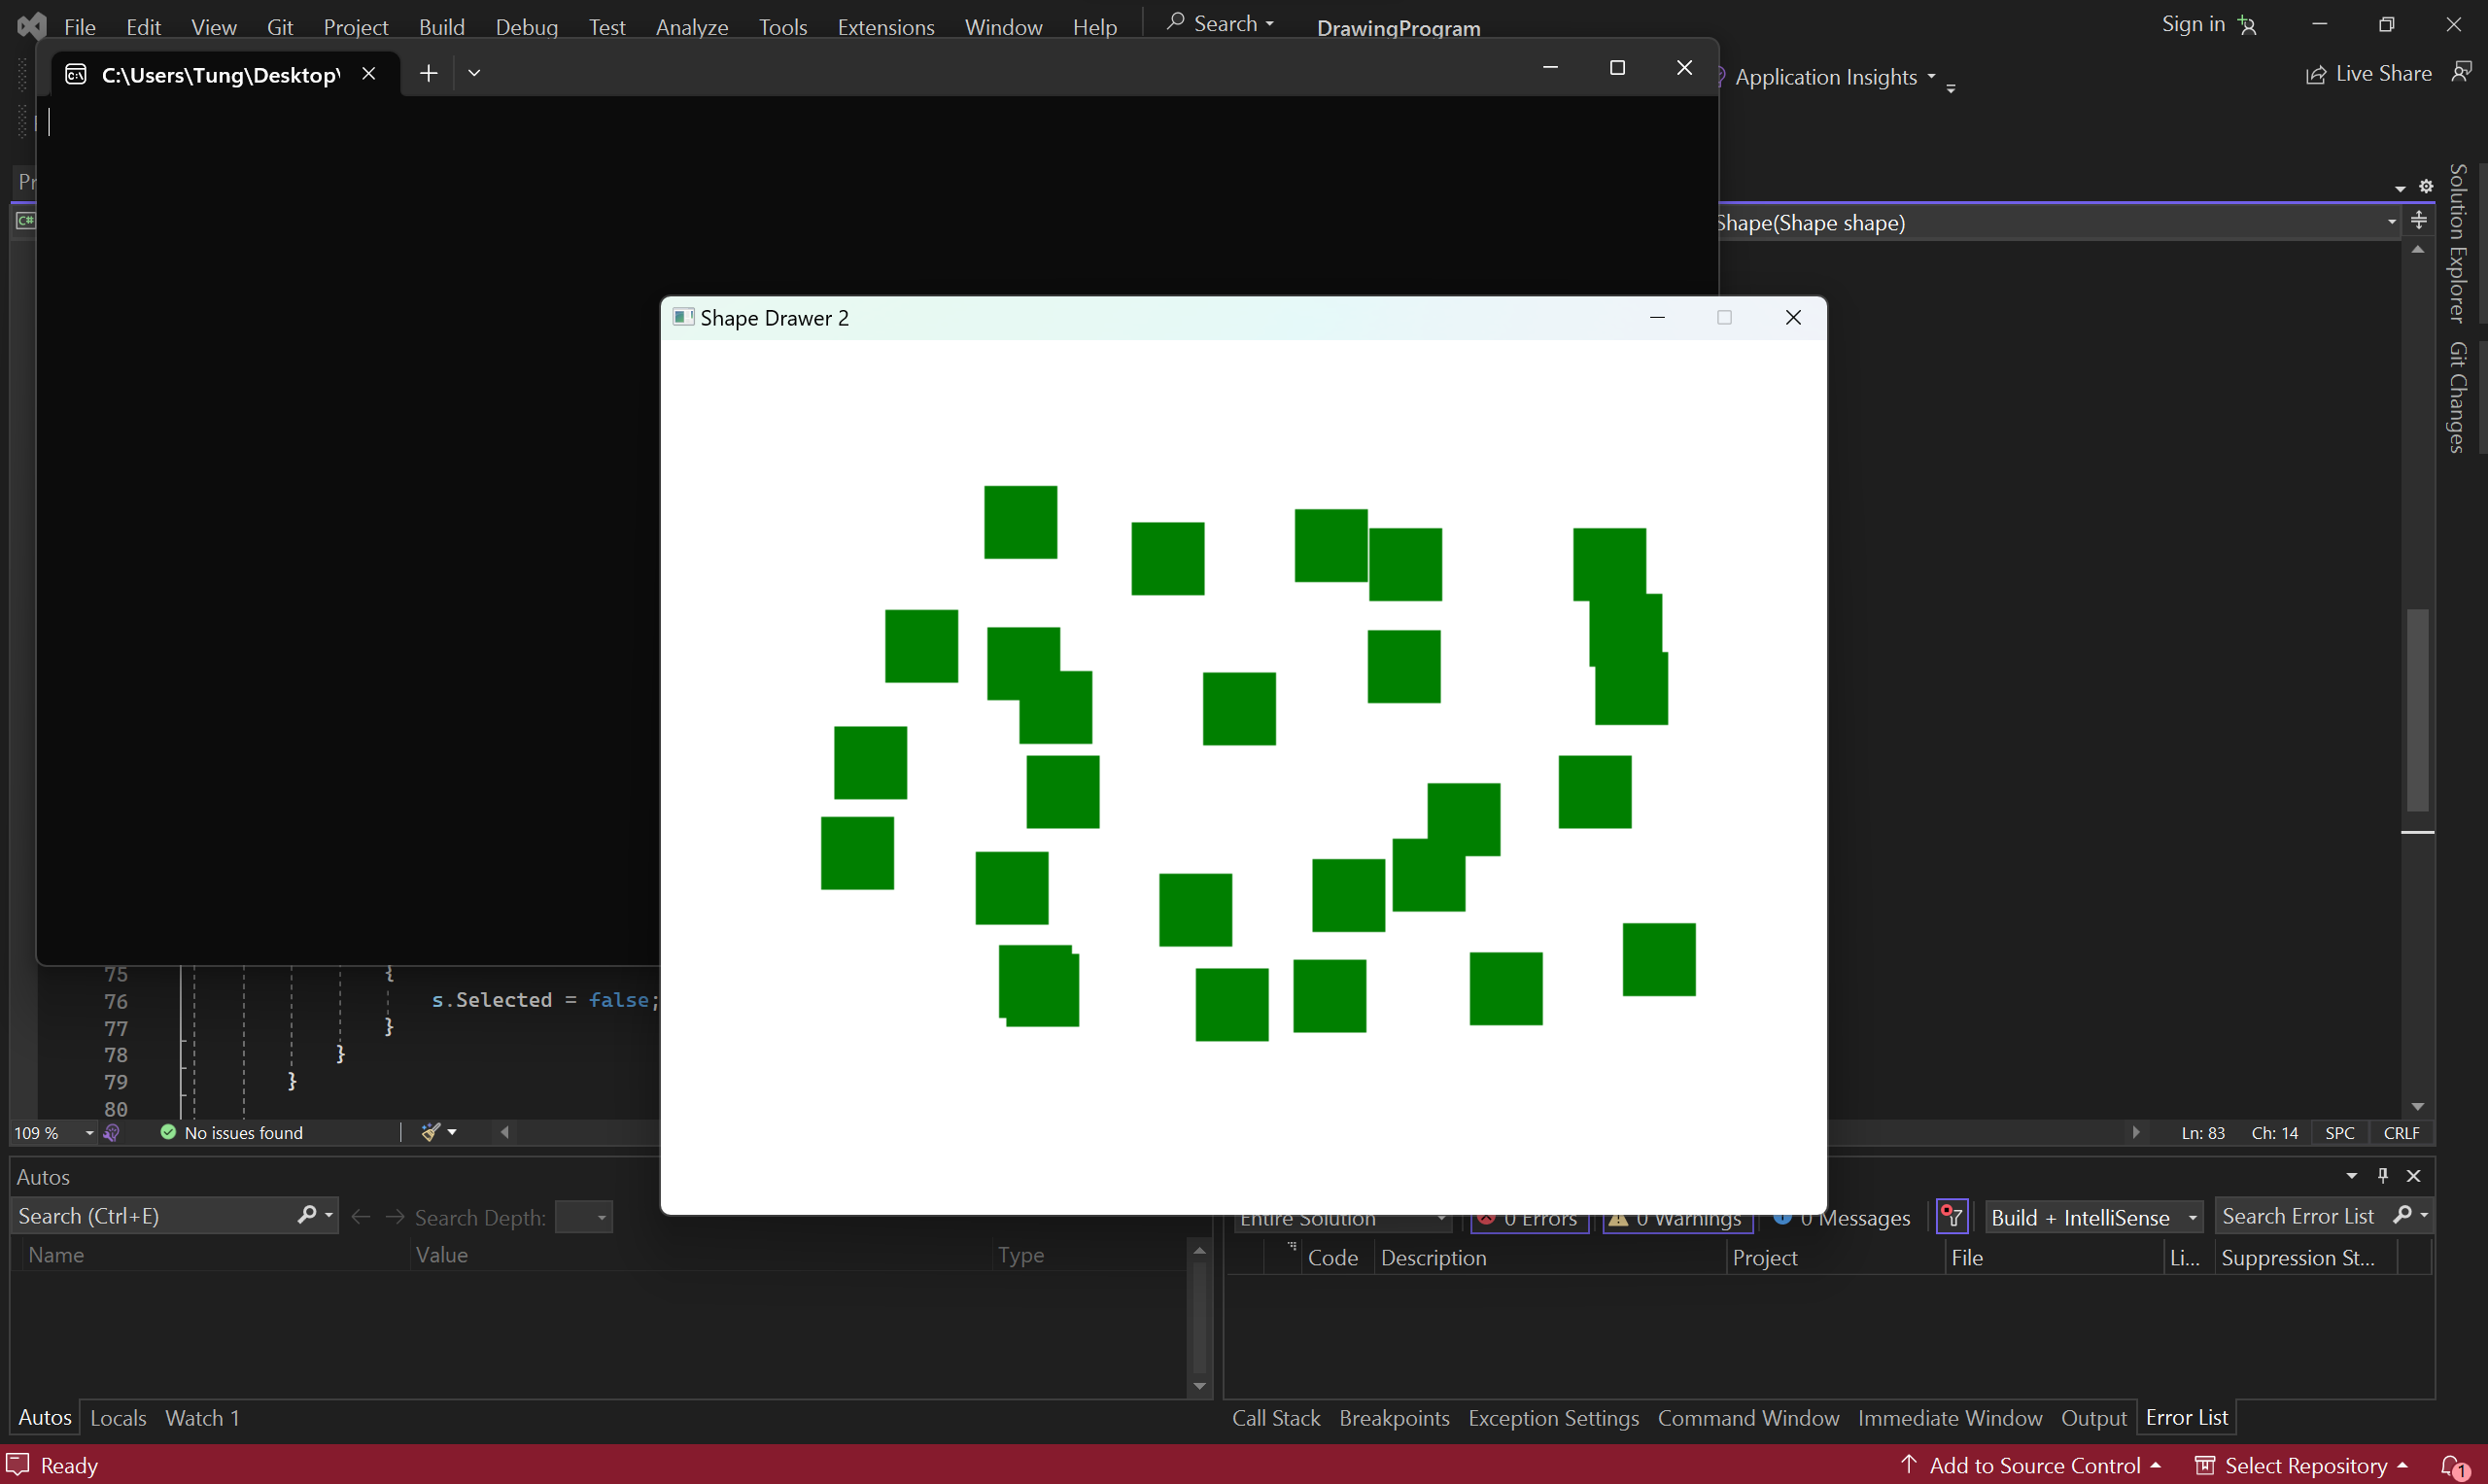 File Edit View Git Project Build Debug Test Analyze Tools Extensions Window Help Search DrawingProgram Sign in
C:\Users\Tung\Desktop\
Application Insights Live Share
Pr
C# Shape(Shape shape)
Solution Explorer
Git Changes
Shape Drawer 2
75 {
76 s.Selected = false;
77 }
78 }
79 }
80
109 % No issues found Ln: 83 Ch: 14 SPC CRLF
Autos
Search (Ctrl+E) Search Depth:
Name Value Type
Entire Solution 0 Errors 0 Warnings 0 Messages Build + IntelliSense Search Error List
Code Description Project File Li... Suppression St...
Autos Locals Watch 1
Call Stack Breakpoints Exception Settings Command Window Immediate Window Output Error List
Ready Add to Source Control Select Repository 1